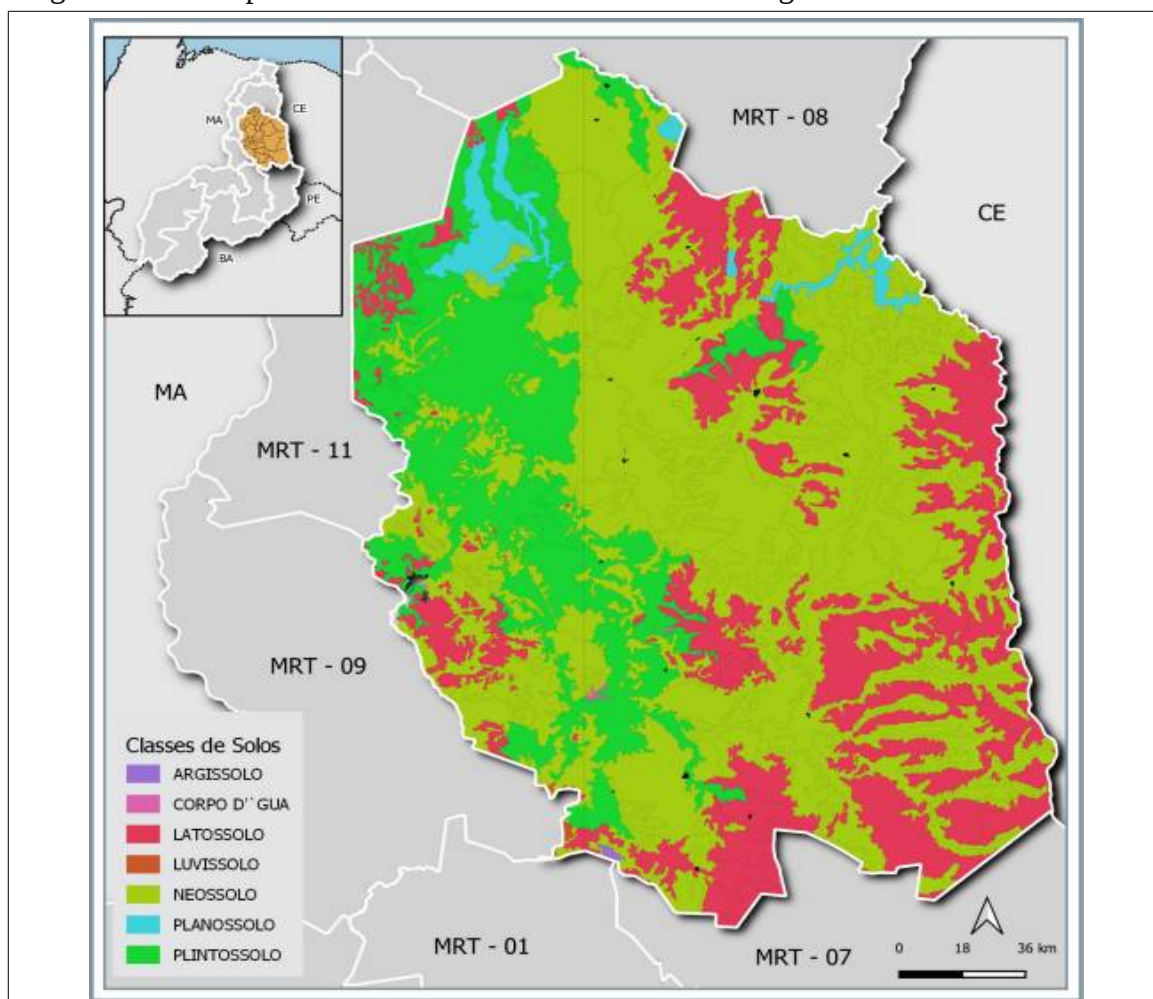 MA
CE
PE
BA
MRT - 08
CE
MA
MRT - 11
MRT - 09
MRT - 01
MRT - 07
Classes de Solos
ARGISSOLO
CORPO D'`GUA
LATOSSOLO
LUVISSOLO
NEOSSOLO
PLANOSSOLO
PLINTOSSOLO
0 18 36 km